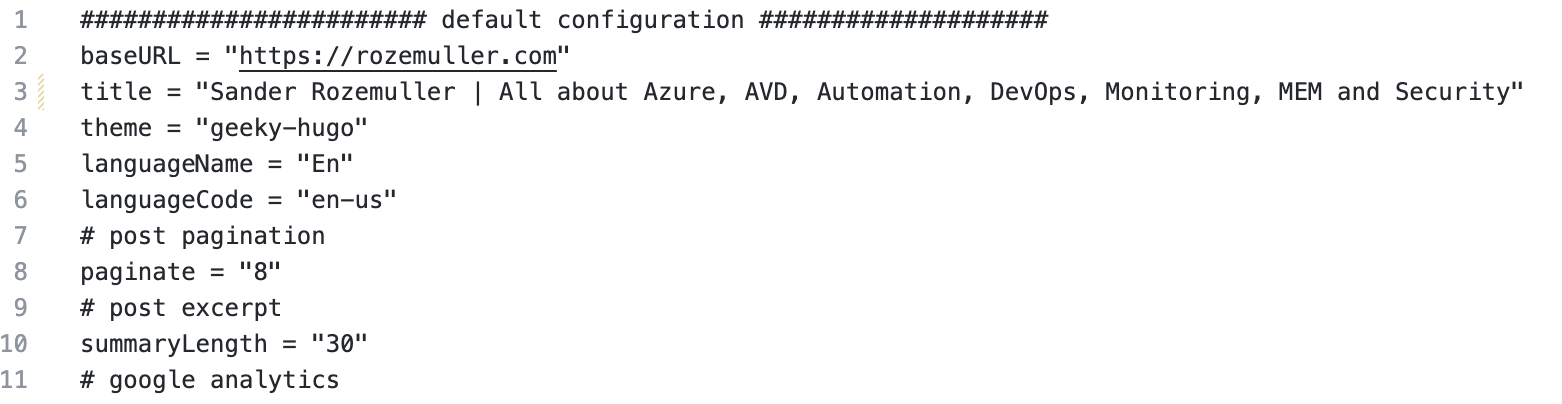 1 ######################## default configuration ####################
2 baseURL = "https://rozemuller.com"
3 title = "Sander Rozemuller | All about Azure, AVD, Automation, DevOps, Monitoring, MEM and Security"
4 theme = "geeky-hugo"
5 languageName = "En"
6 languageCode = "en-us"
7 # post pagination
8 paginate = "8"
9 # post excerpt
10 summaryLength = "30"
11 # google analytics